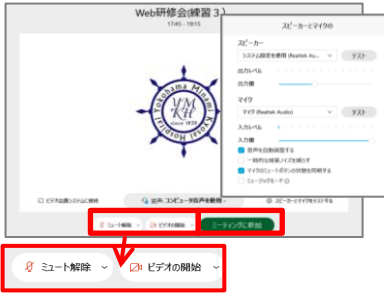 Web研修会(練習3)
17:45 - 19:15
Yokohama Minami
YM
KH
since 1939
Kyosai Hospital
ビデオ会議システムに接続
音声: コンピュータ音声を使用
スピーカーとマイクをテストする
ミュート解除
ビデオの開始
ミーティングに参加
スピーカーとマイクの
スピーカー
システム設定を使用 (Realtek Au...
テスト
出力レベル
出力量
マイク
マイク (Realtek Audio)
テスト
入力レベル
入力量
音声を自動調整する
一時的な背景ノイズを減らす
マイクのミュートボタンの状態を同期する
ミュージックモード
ミュート解除
ビデオの開始